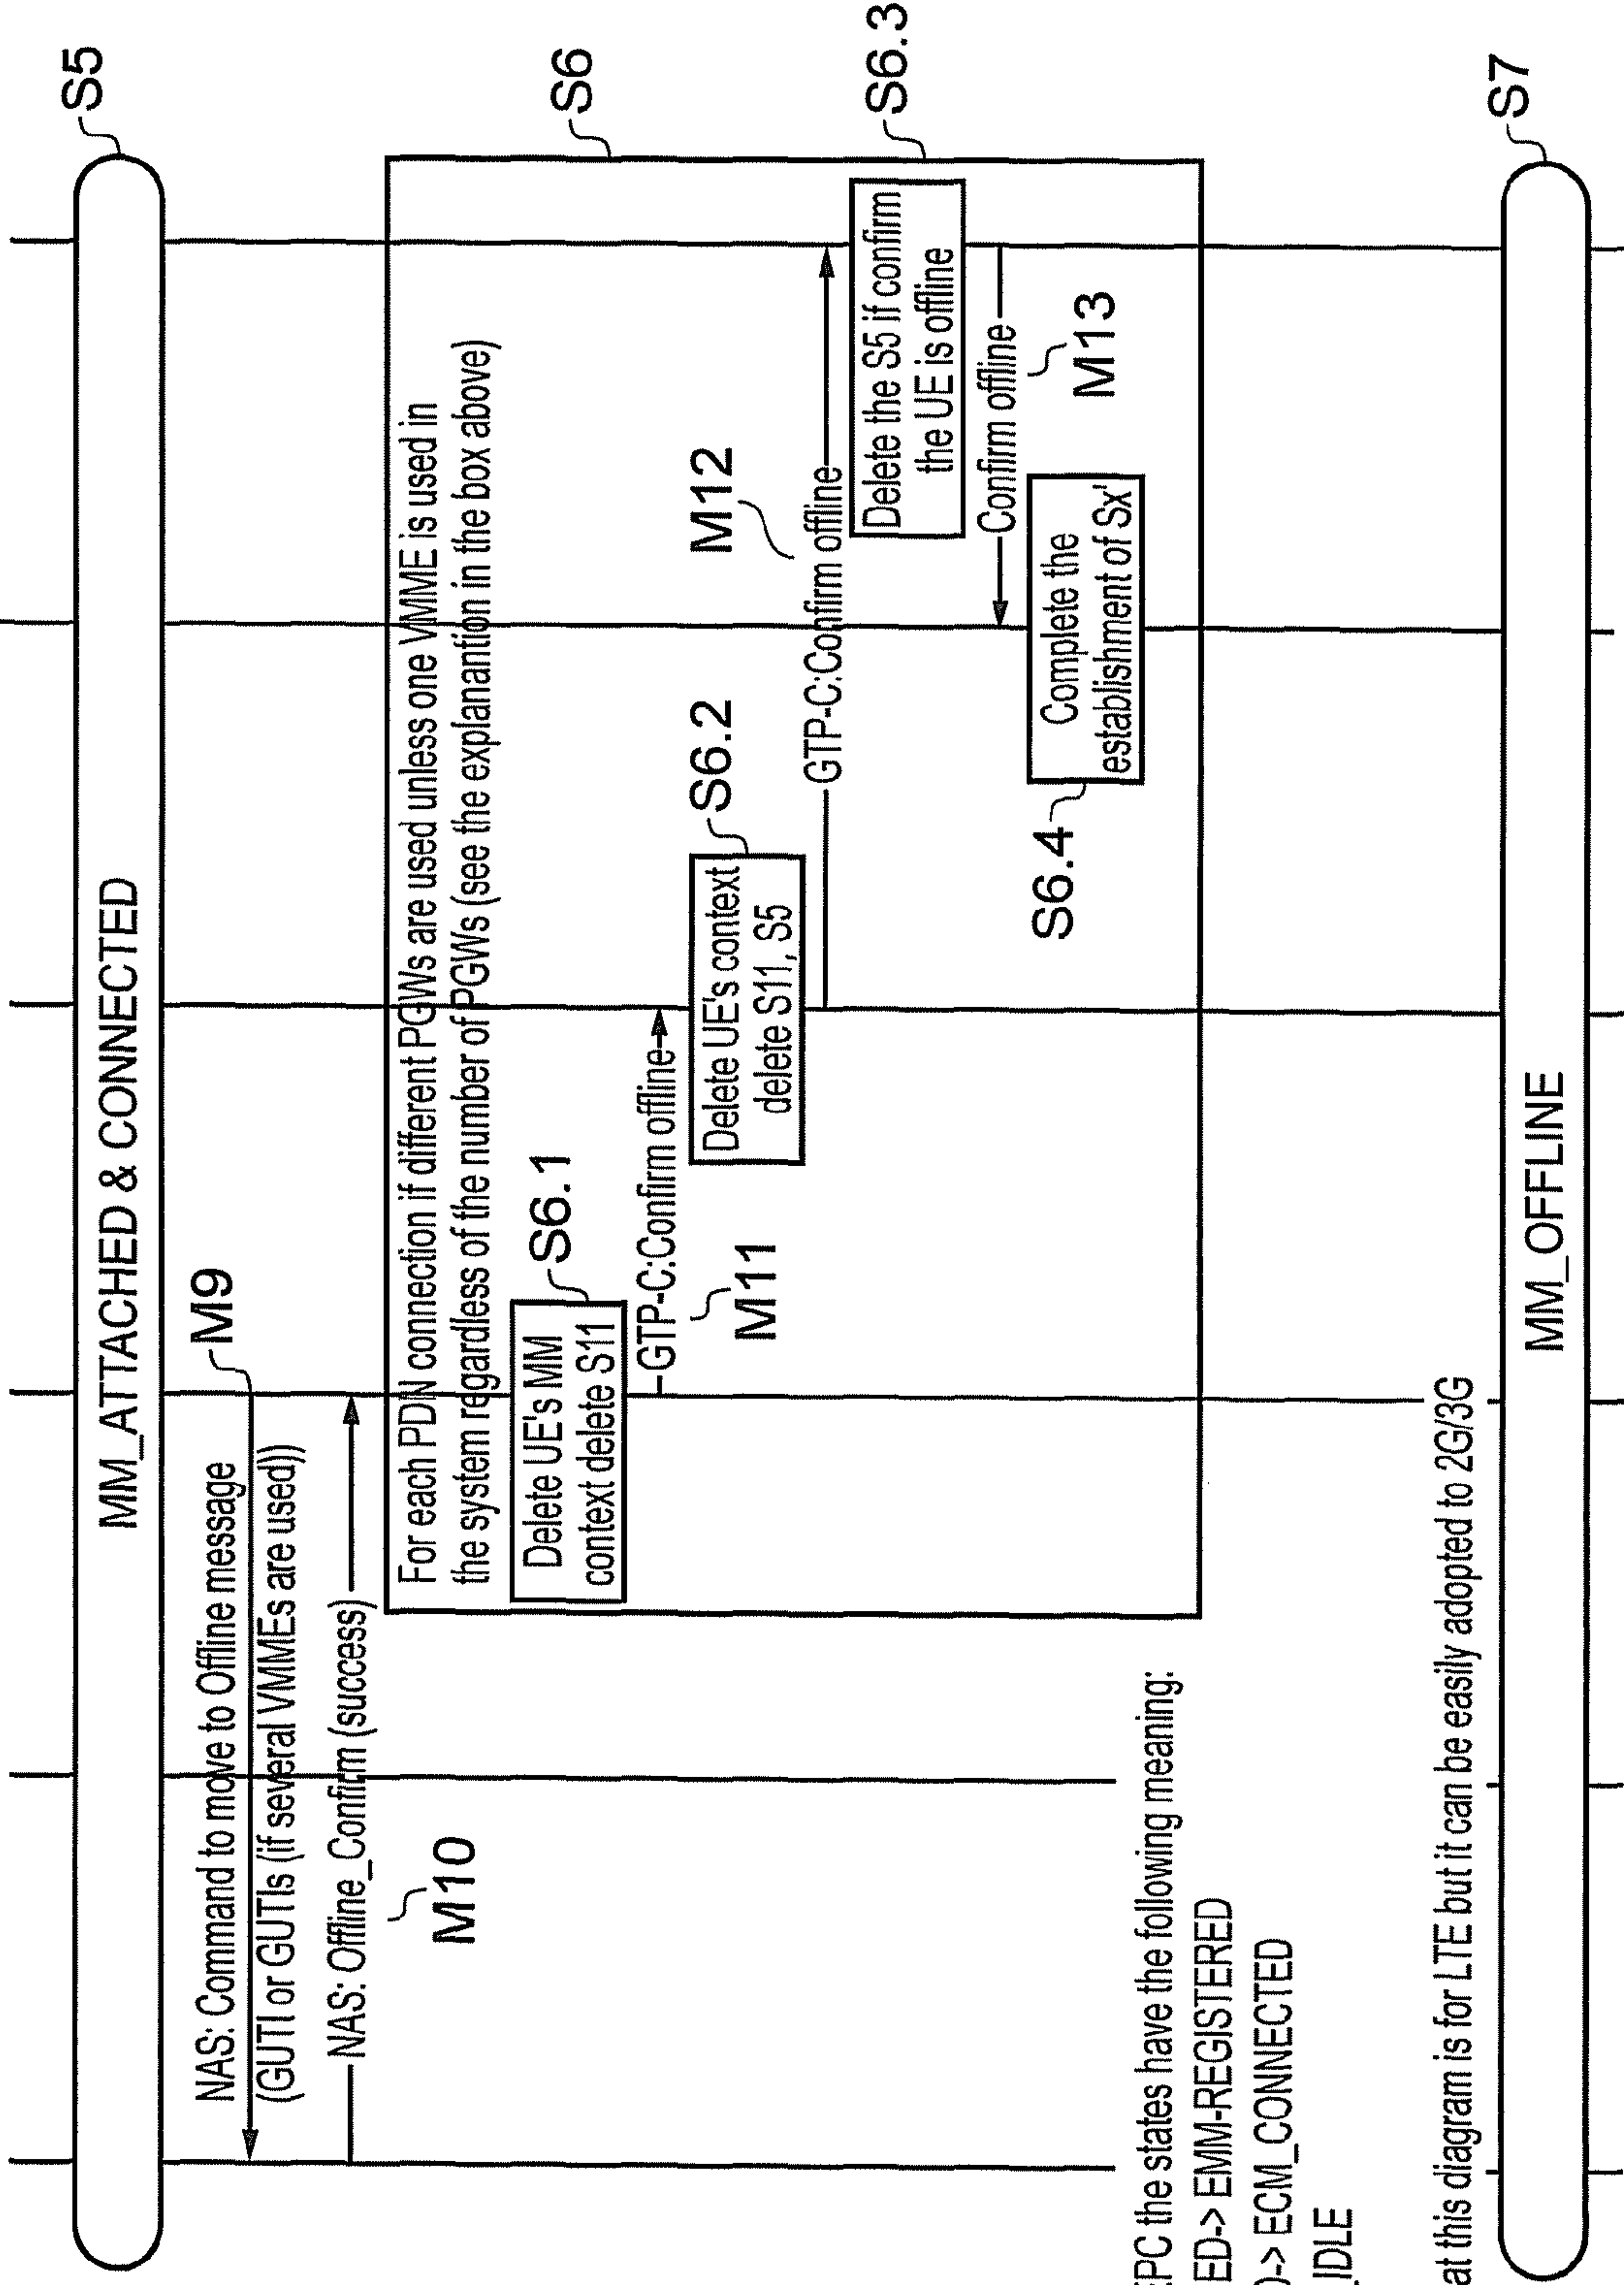 MM_ATTACHED & CONNECTED
S5
M9
NAS: Command to move to Offline message
(GUTI or GUTIs (if several VMMEs are used))
NAS: Offline_Confirm (success)
M10
S6
For each PDN connection if different PGWs are used unless one VMME is used in
the system regardless of the number of PGWs (see the explanantion in the box above)
Delete UE's MM
context delete S11
S6.1
GTP-C:Confirm offline
M11
Delete UE's context
delete S11, S5
S6.2
GTP-C:Confirm offline
M12
Delete the S5 if confirm
the UE is offline
S6.3
Confirm offline
M13
Complete the
establishment of Sx'
S6.4
EPC the states have the following meaning:
ED-> EMM-REGISTERED
-> ECM_CONNECTED
_IDLE
at this diagram is for LTE but it can be easily adopted to 2G/3G
MM_OFFLINE
S7